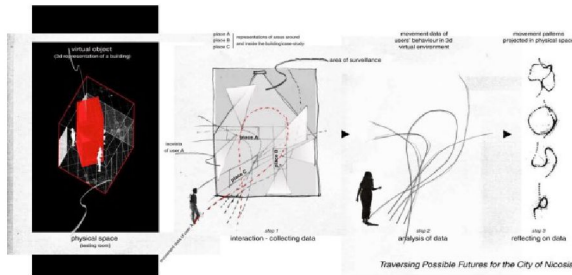 virtual object
(3d representation of a building)
physical space
(testing room)
place A
place B
place C
representations of areas around
and inside the building/case-study
area of surveillance
place A
place B
place C
of user A
step 1
interaction - collecting data
movement data of
users' behaviour in 3d
virtual environment
step 2
analysis of data
movement patterns
projected in physical space
step 3
reflecting on data
Traversing Possible Futures for the City of Nicosia